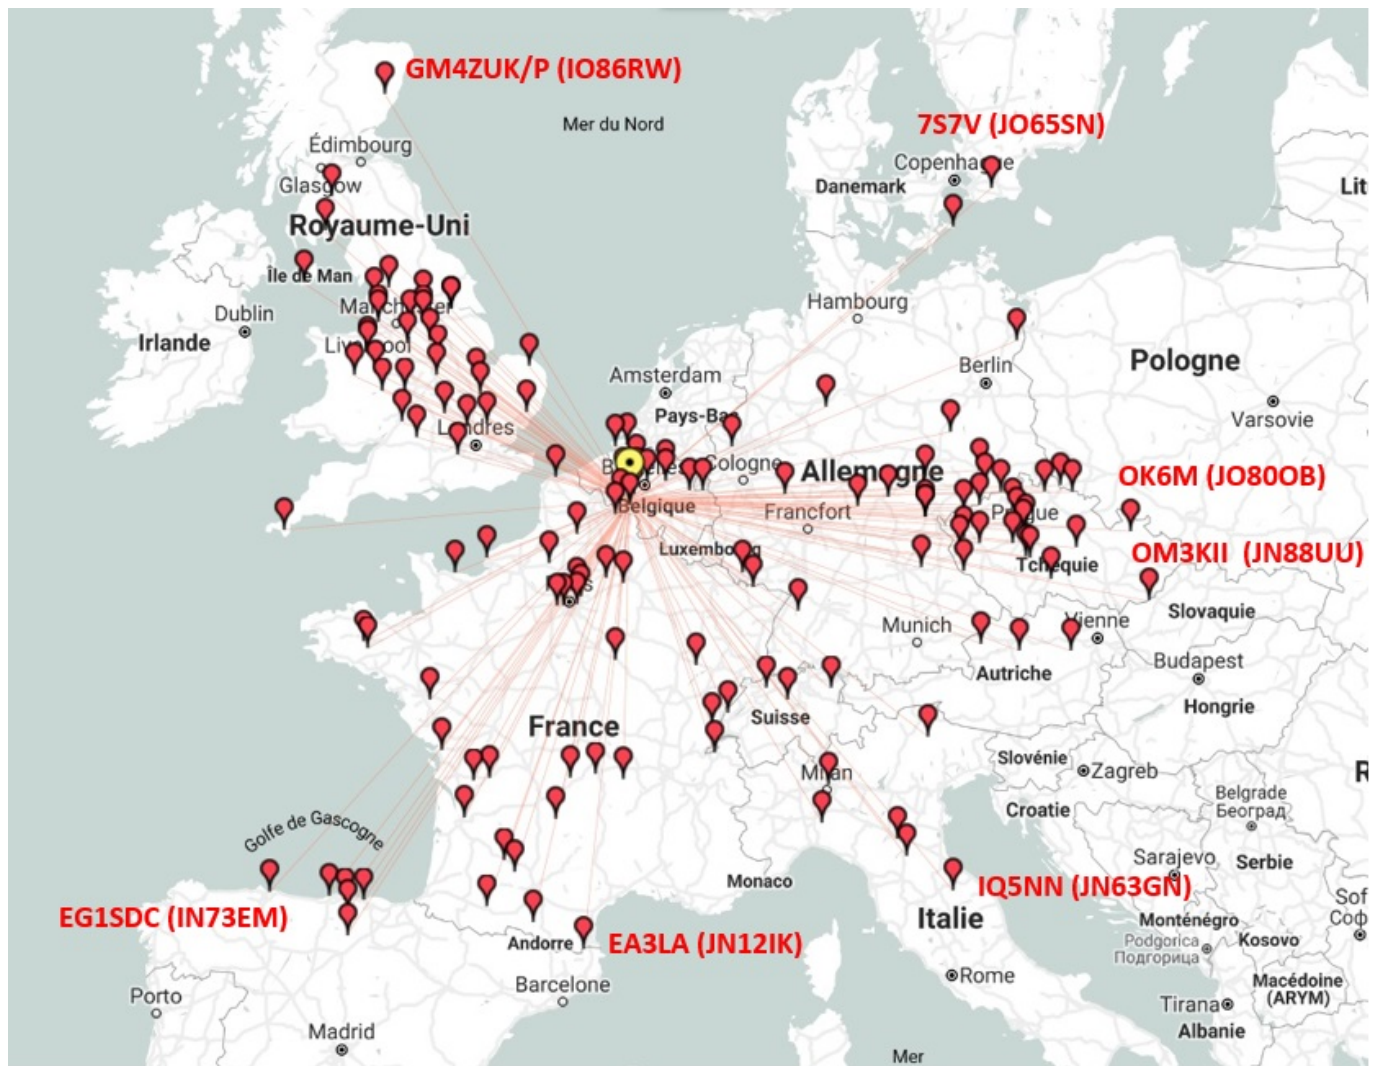 GM4ZUK/P (IO86RW)
Mer du Nord
7S7V (JO65SN)
Édimbourg
Copenhague
Glasgow
Danemark
Lit
Royaume-Uni
Île de Man
Hambourg
Manchester
Dublin
Irlande
Liverpool
Pologne
Berlin
Amsterdam
Pays-Bas
Varsovie
Londres
Cologne
Allemagne
Bruxelles
OK6M (JO80OB)
Belgique
Francfort
Prague
Luxembourg
OM3KII (JN88UU)
Tchéquie
Paris
Slovaquie
Munich
Vienne
Autriche
Budapest
Hongrie
Suisse
France
Slovénie
Zagreb
Milan
R
Belgrade
Београд
Croatie
Golfe de Gascogne
Sarajevo
Serbie
Monaco
IQ5NN (JN63GN)
Sof
Соф
EG1SDC (IN73EM)
Italie
Monténégro
Andorre
EA3LA (JN12IK)
Podgorica
Подгорица
Kosovo
Rome
Barcelone
Macédoine
(ARYM)
Porto
Tirana
Madrid
Albanie
Mer